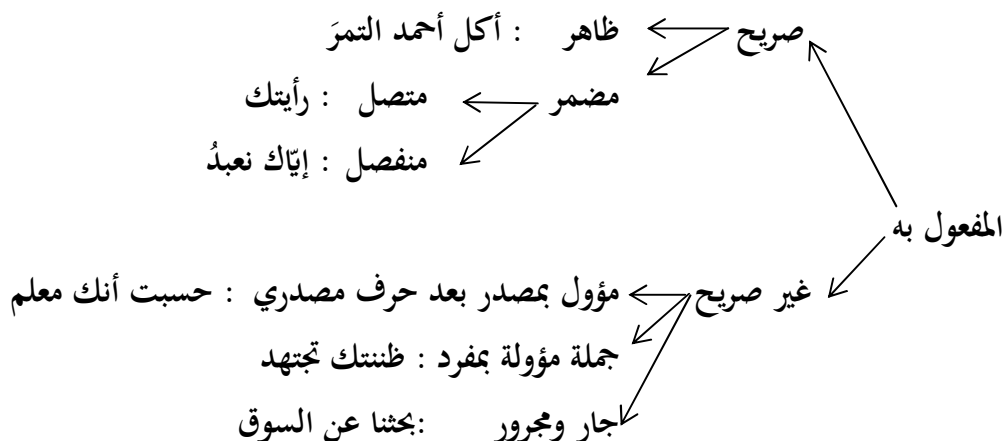 صريح ظاهر : أكل أحمد التمرَ
مضمر متصل : رأيتك
منفصل : إيّاك نعبدُ
المفعول به
غير صريح مؤول بمصدر بعد حرف مصدري : حسبت أنك معلم
جملة مؤولة بمفرد : ظننتك تجتهد
جار ومجرور :بحثنا عن السوق